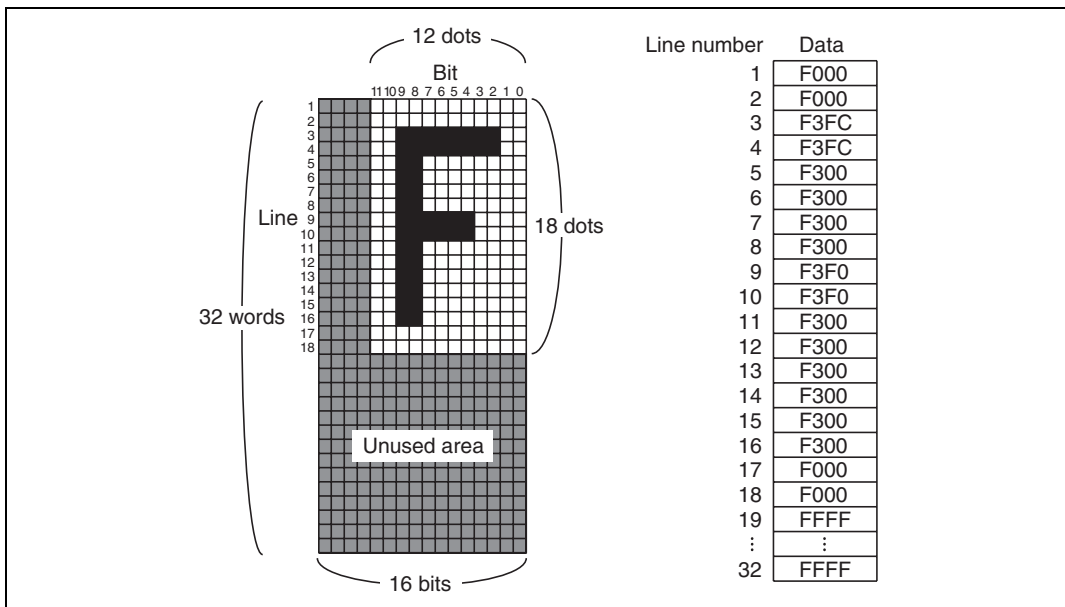 12 dots
Bit
11 10 9 8 7 6 5 4 3 2 1 0
1
2
3
4
5
6
7
8
Line 9
10
11
12
13
14
15
16
17
18
18 dots
32 words
Unused area
16 bits
Line number Data
1 F000
2 F000
3 F3FC
4 F3FC
5 F300
6 F300
7 F300
8 F300
9 F3F0
10 F3F0
11 F300
12 F300
13 F300
14 F300
15 F300
16 F300
17 F000
18 F000
19 FFFF
⋮ ⋮
32 FFFF